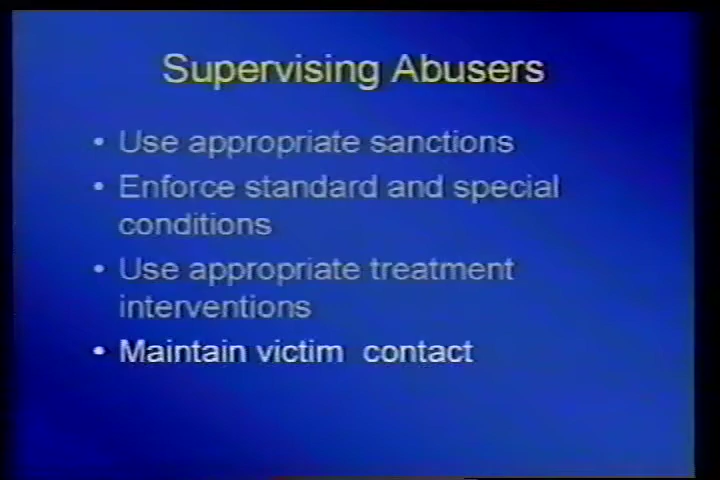 Supervising Abusers
• Use appropriate sanctions
• Enforce standard and special
conditions
• Use appropriate treatment
interventions
• Maintain victim contact